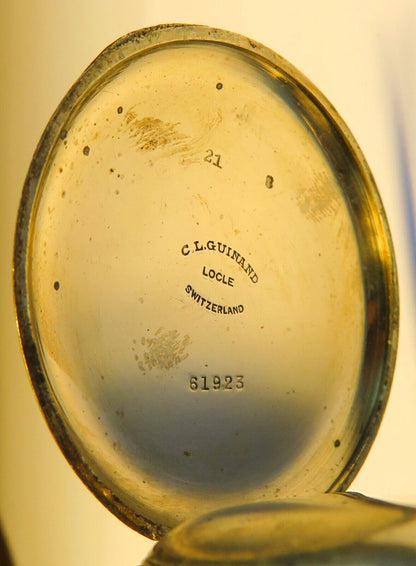 21
C.L.GUINAND
LOCLE
SWITZERLAND
61923